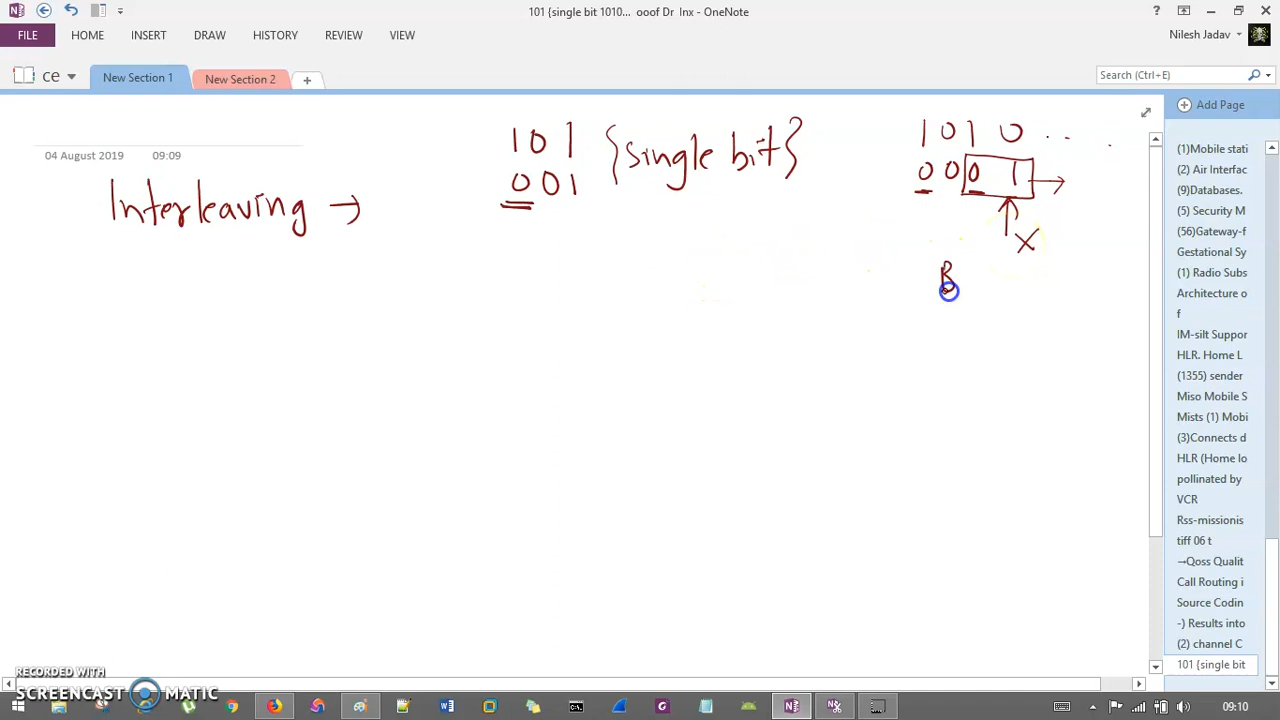 101 {single bit 1010... ooof Dr Inx - OneNote
FILE HOME INSERT DRAW HISTORY REVIEW VIEW
Nilesh Jadav
ce New Section 1 New Section 2 +
Search (Ctrl+E)
Add Page
04 August 2019 09:09
Interleaving →
101 {single bit}
001
1010 . . .
0001 →
↑ X
B
(1)Mobile stati
(2) Air Interfac
(9)Databases.
(5) Security M
(56)Gateway-f
Gestational Sy
(1) Radio Subs
Architecture o
f
IM-silt Suppor
HLR. Home L
(1355) sender
Miso Mobile S
Mists (1) Mobi
(3)Connects d
HLR (Home lo
pollinated by
VCR
Rss-missionis
tiff 06 t
→Qoss Qualit
Call Routing i
Source Codin
-) Results into
(2) channel C
101 {single bit
RECORDED WITH
SCREENCAST MATIC
09:10